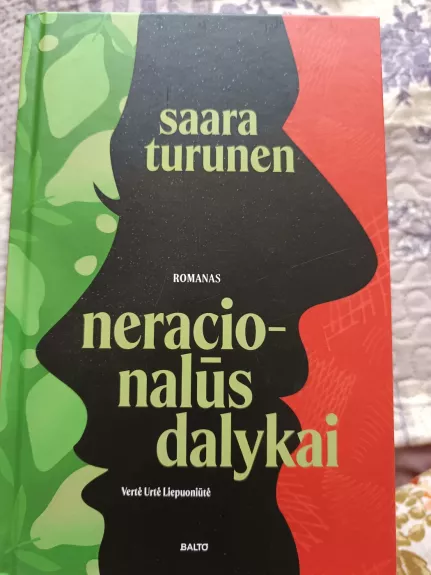 saara
turunen
ROMANAS
neracio-
nalūs
dalykai
Vertė Urtė Liepuoniūtė
BALTO